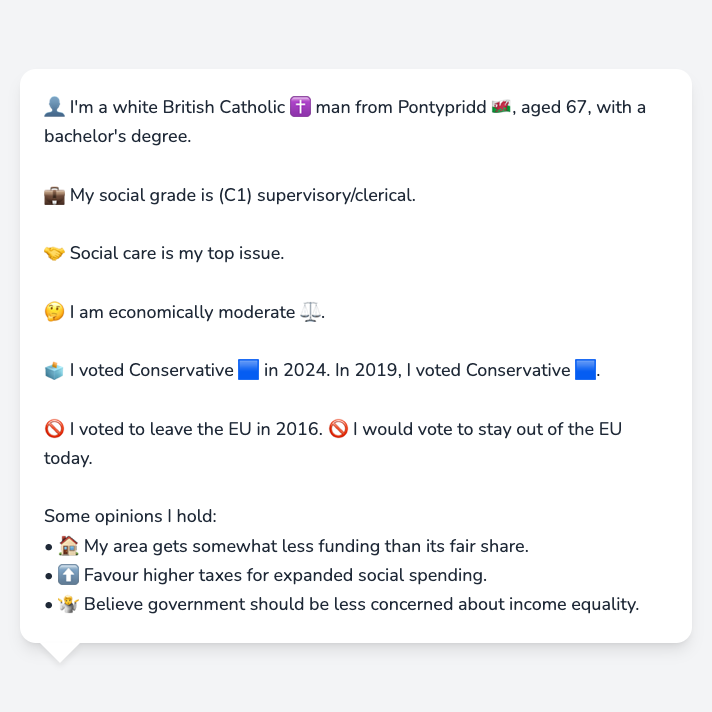 👤 I'm a white British Catholic ✝️ man from Pontypridd 🏴󠁧󠁢󠁷󠁬󠁳󠁿, aged 67, with a
bachelor's degree.
💼 My social grade is (C1) supervisory/clerical.
🤝 Social care is my top issue.
🤔 I am economically moderate ⚖️.
🗳️ I voted Conservative 🟦 in 2024. In 2019, I voted Conservative 🟦.
🚫 I voted to leave the EU in 2016. 🚫 I would vote to stay out of the EU
today.
Some opinions I hold:
• 🏠 My area gets somewhat less funding than its fair share.
• ⬆️ Favour higher taxes for expanded social spending.
• 🤷 Believe government should be less concerned about income equality.